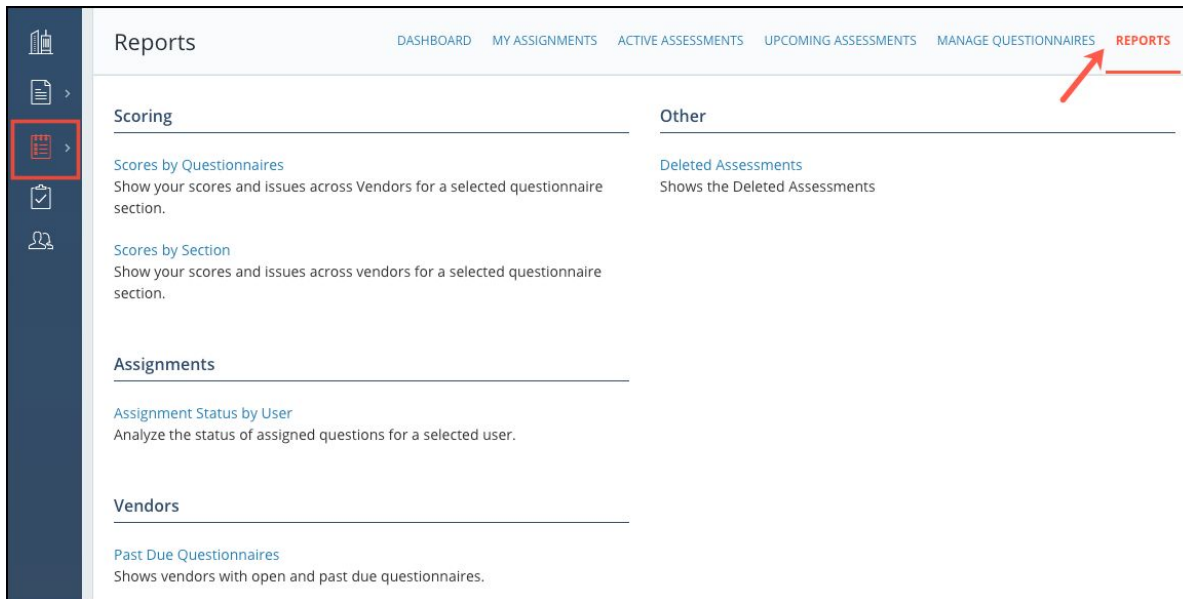 Reports
DASHBOARD MY ASSIGNMENTS ACTIVE ASSESSMENTS UPCOMING ASSESSMENTS MANAGE QUESTIONNAIRES REPORTS
Scoring
Scores by Questionnaires
Show your scores and issues across Vendors for a selected questionnaire
section.
Scores by Section
Show your scores and issues across vendors for a selected questionnaire
section.
Assignments
Assignment Status by User
Analyze the status of assigned questions for a selected user.
Vendors
Past Due Questionnaires
Shows vendors with open and past due questionnaires.
Other
Deleted Assessments
Shows the Deleted Assessments